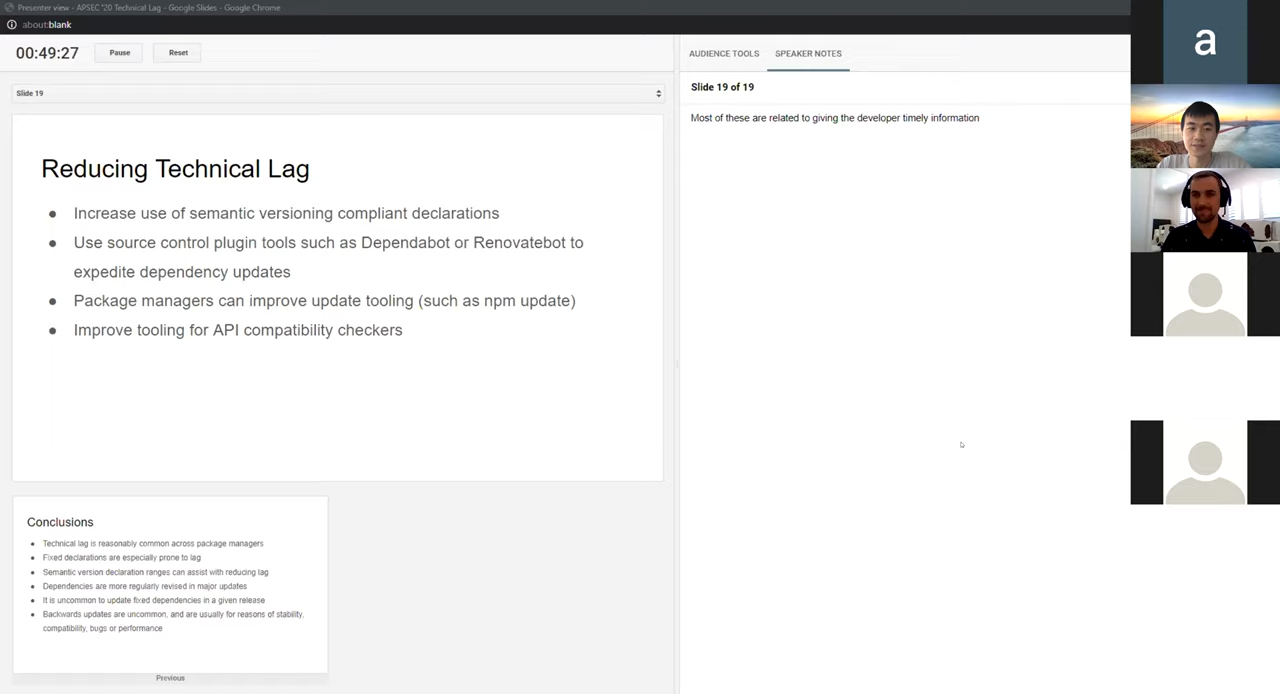 Presenter view - APSEC '20 Technical Lag - Google Slides - Google Chrome
about:blank
00:49:27
Pause
Reset
AUDIENCE TOOLS
SPEAKER NOTES
a
Slide 19
Slide 19 of 19
Most of these are related to giving the developer timely information
Reducing Technical Lag
● Increase use of semantic versioning compliant declarations
● Use source control plugin tools such as Dependabot or Renovatebot to
expedite dependency updates
● Package managers can improve update tooling (such as npm update)
● Improve tooling for API compatibility checkers
Conclusions
● Technical lag is reasonably common across package managers
● Fixed declarations are especially prone to lag
● Semantic version declaration ranges can assist with reducing lag
● Dependencies are more regularly revised in major updates
● It is uncommon to update fixed dependencies in a given release
● Backwards updates are uncommon, and are usually for reasons of stability,
compatibility, bugs or performance
Previous